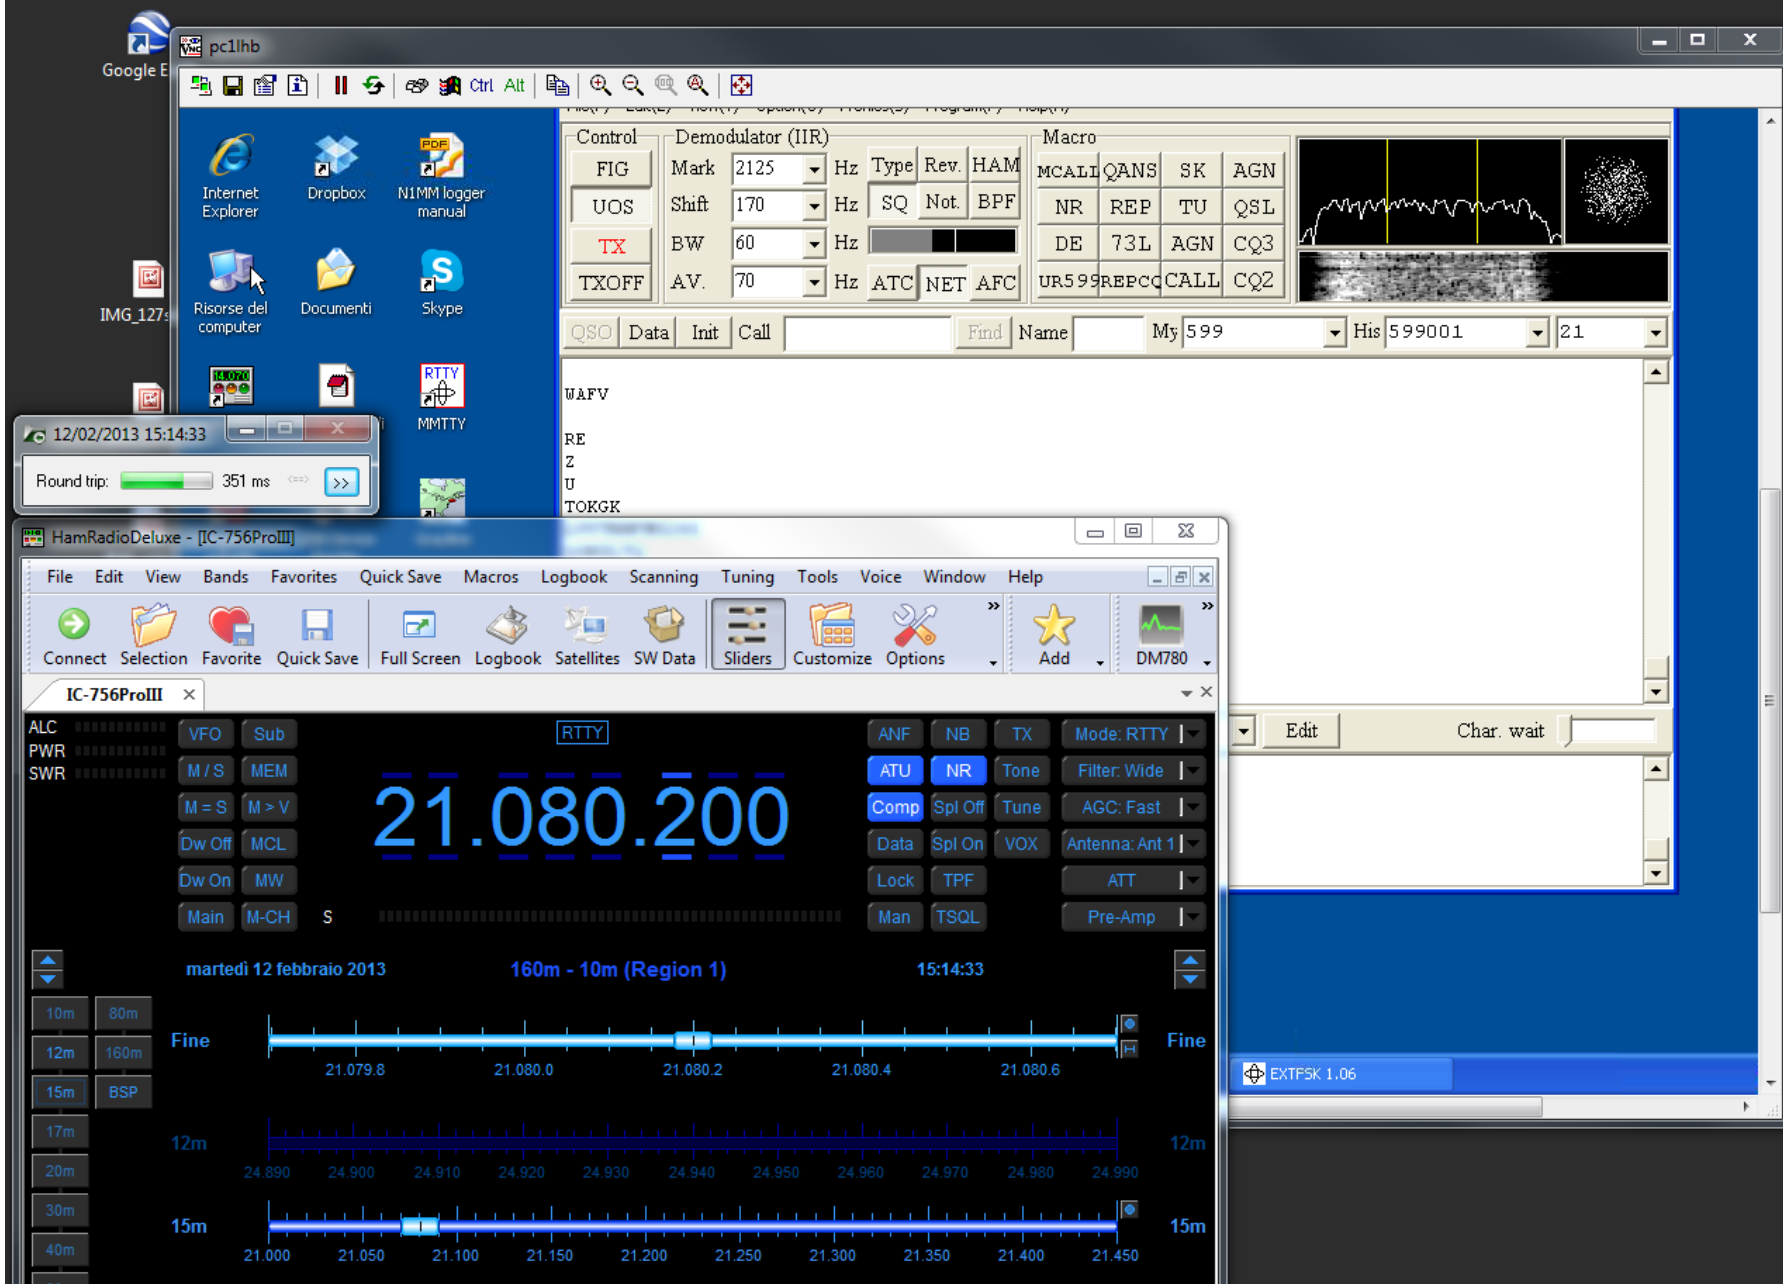 Google E
pc1lhb
Ctrl Alt
Internet Explorer
Dropbox
N1MM logger manual
Risorse del computer
Documenti
Skype
IMG_127
MMTTY
PDF
14.070
RTTY
Control
Demodulator (IIR)
Macro
FIG
Mark 2125 Hz Type Rev. HAM
MCALL QANS SK AGN
UOS
Shift 170 Hz SQ Not. BPF
NR REP TU QSL
TX
BW 60 Hz
DE 73L AGN CQ3
TXOFF
AV. 70 Hz ATC NET AFC
UR599 REPCQ CALL CQ2
QSO Data Init Call Find Name My 599 His 599001 21
WAFV
RE
Z
U
TOKGK
Edit Char. wait
EXTFSK 1.06
12/02/2013 15:14:33
Round trip: 351 ms <==> >>
HamRadioDeluxe - [IC-756ProIII]
File Edit View Bands Favorites Quick Save Macros Logbook Scanning Tuning Tools Voice Window Help
Connect Selection Favorite Quick Save Full Screen Logbook Satellites SW Data Sliders Customize Options Add DM780
IC-756ProIII
ALC
PWR
SWR
VFO Sub RTTY ANF NB TX Mode: RTTY
M / S MEM ATU NR Tone Filter: Wide
M = S M > V 21.080.200 Comp Spl Off Tune AGC: Fast
Dw Off MCL Data Spl On VOX Antenna: Ant 1
Dw On MW Lock TPF ATT
Main M-CH S Man TSQL Pre-Amp
martedì 12 febbraio 2013 160m - 10m (Region 1) 15:14:33
10m 80m
12m 160m
15m BSP
17m
20m
30m
40m
Fine Fine
21.079.8 21.080.0 21.080.2 21.080.4 21.080.6
12m 12m
24.890 24.900 24.910 24.920 24.930 24.940 24.950 24.960 24.970 24.980 24.990
15m 15m
21.000 21.050 21.100 21.150 21.200 21.250 21.300 21.350 21.400 21.450